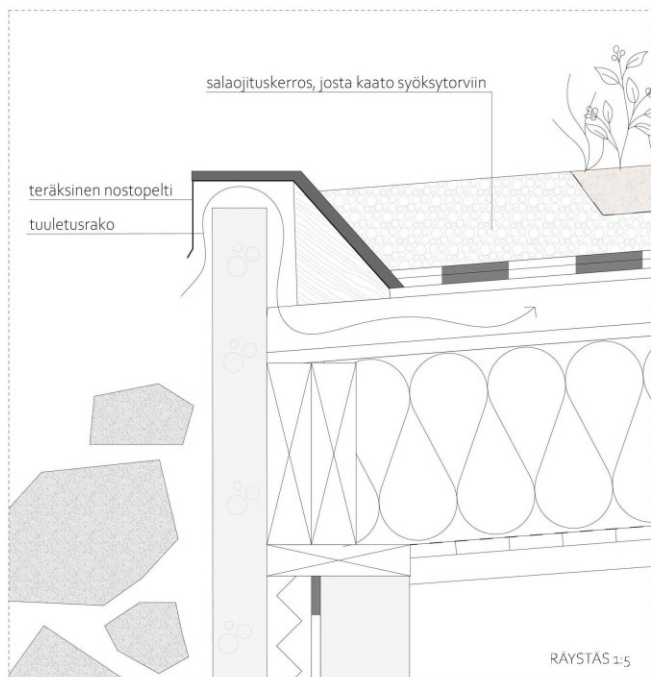 salaojituskerros, josta kaato syöksytorviin
teräksinen nostopelti
tuuletusrako
RÄYSTÄS 1:5